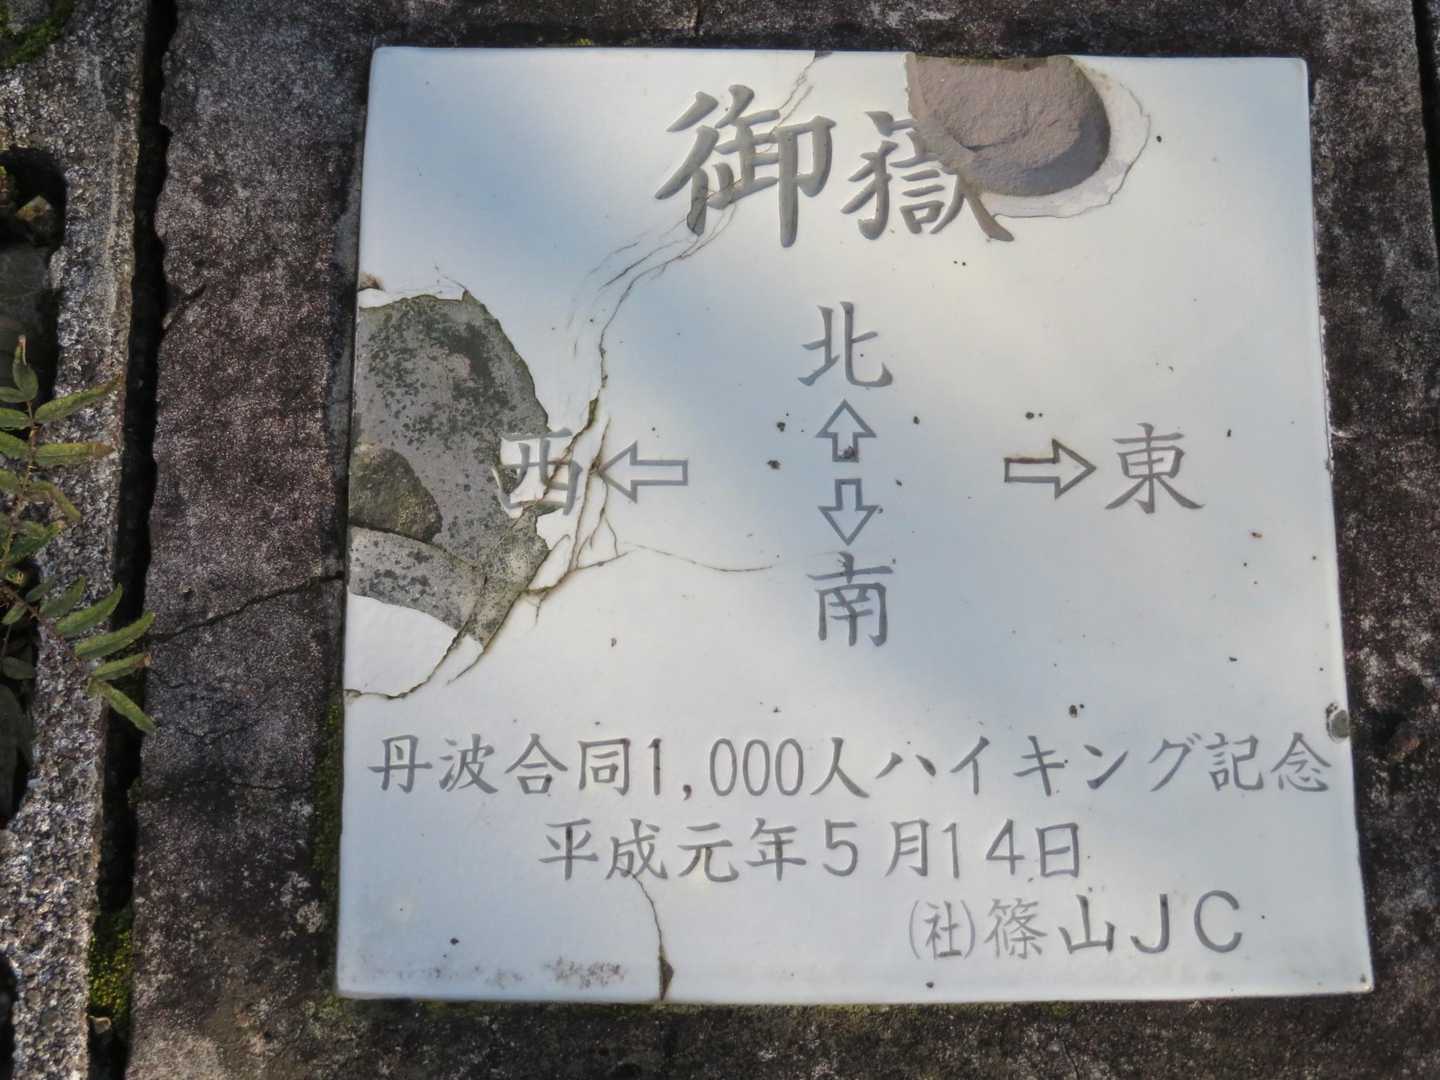 御嶽
北
西 東
南
丹波合同1,000人ハイキング記念
平成元年5月14日
(社)篠山JC